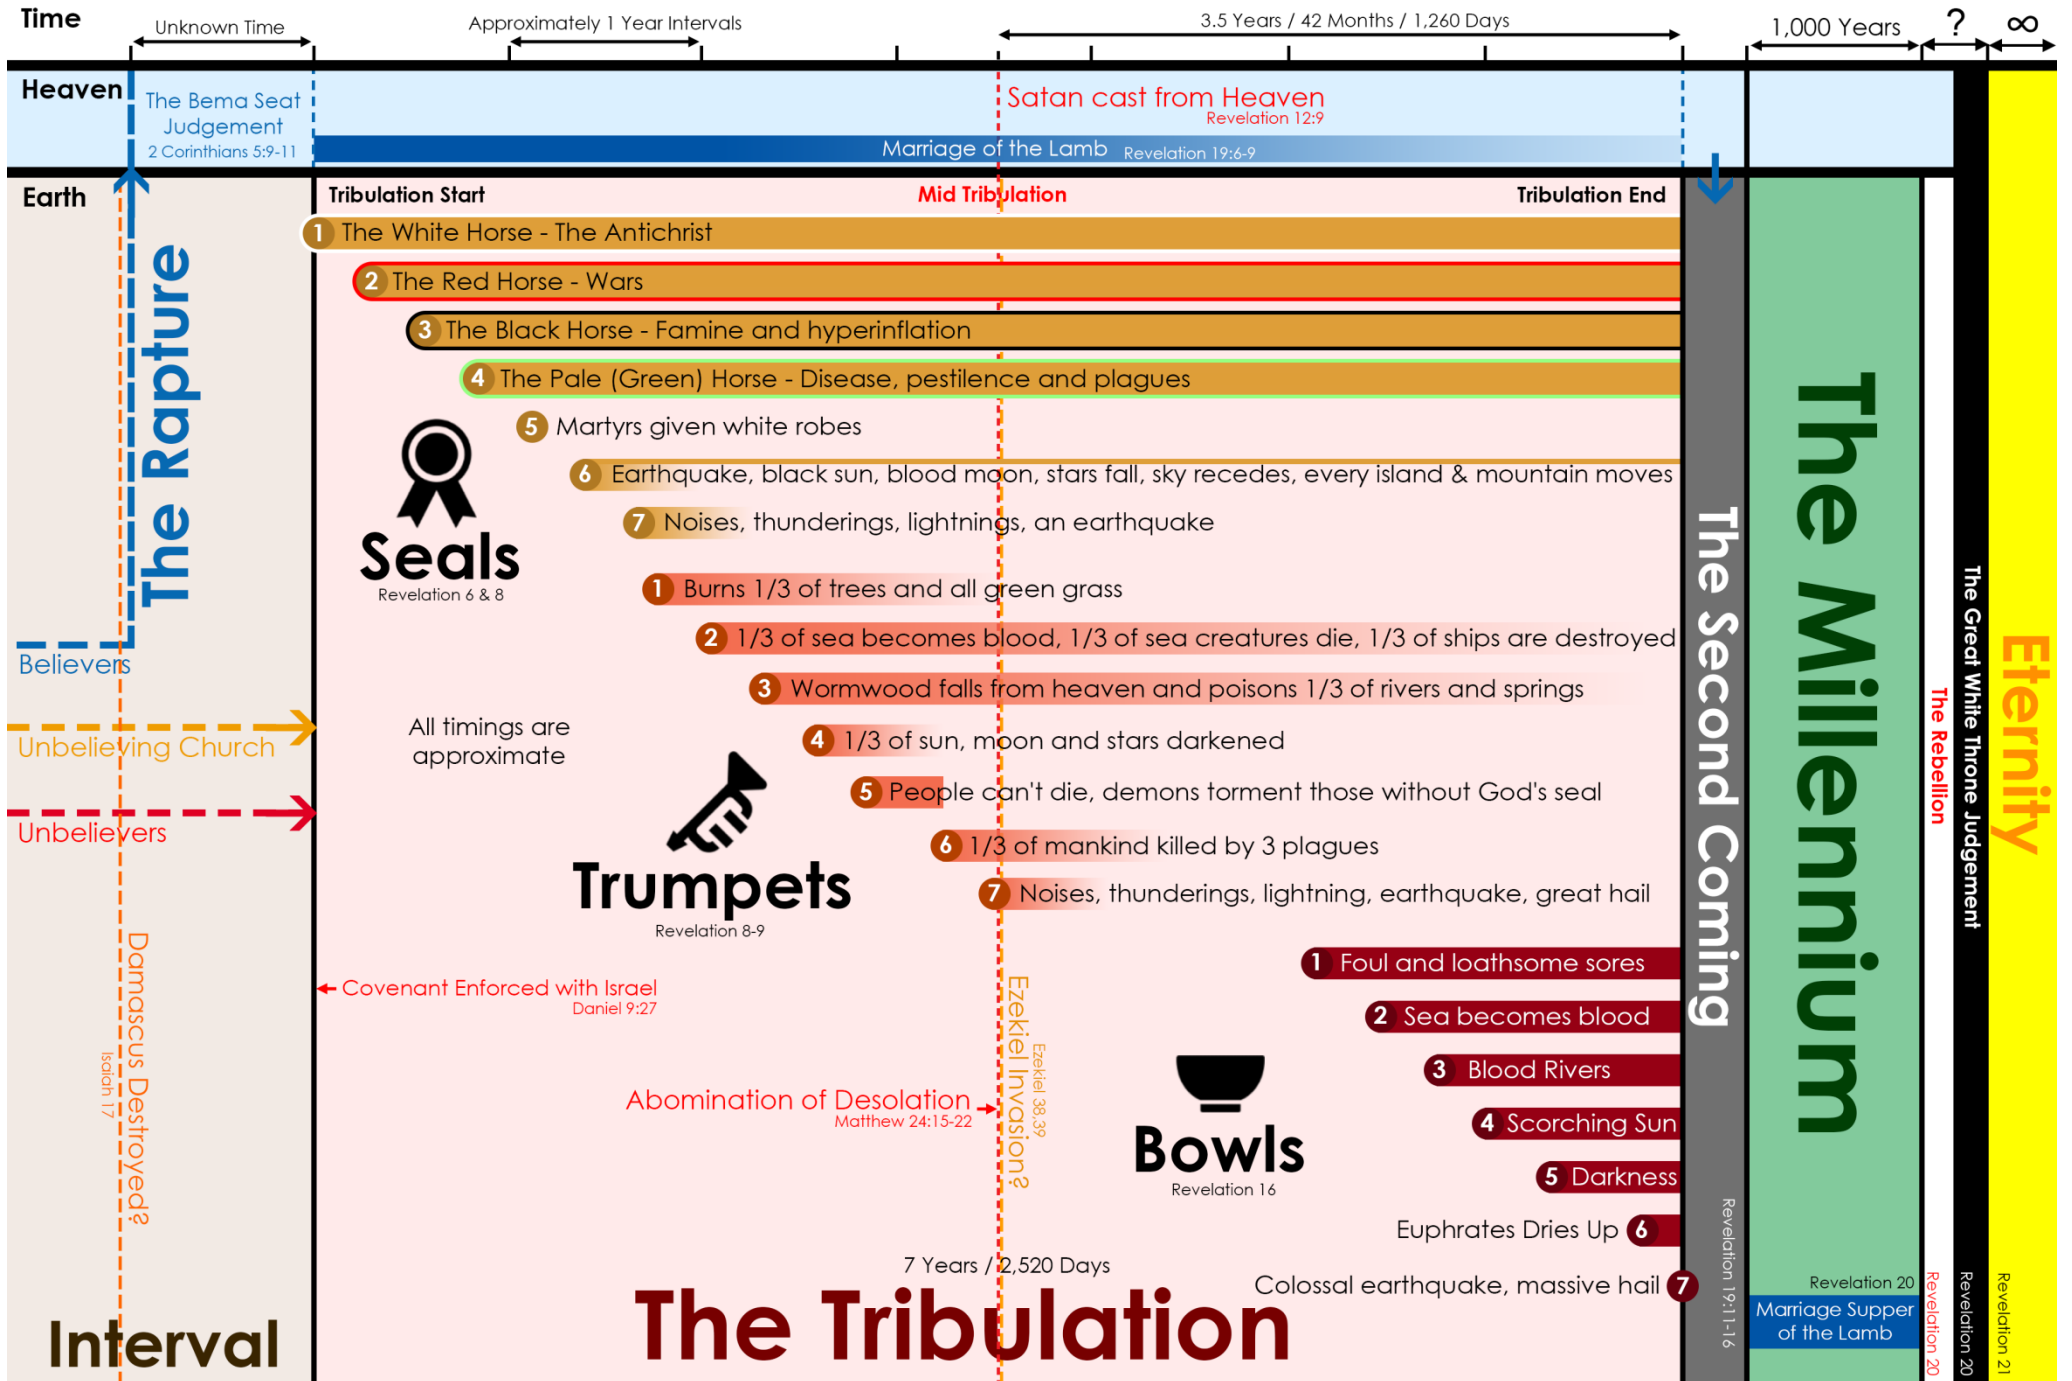 Time
Unknown Time
Approximately 1 Year Intervals
3.5 Years / 42 Months / 1,260 Days
1,000 Years
?
∞
Heaven
The Bema Seat
Judgement
2 Corinthians 5:9-11
Satan cast from Heaven
Revelation 12:9
Marriage of the Lamb Revelation 19:6-9
Earth
Tribulation Start
Mid Tribulation
Tribulation End
1 The White Horse - The Antichrist
2 The Red Horse - Wars
3 The Black Horse - Famine and hyperinflation
4 The Pale (Green) Horse - Disease, pestilence and plagues
5 Martyrs given white robes
6 Earthquake, black sun, blood moon, stars fall, sky recedes, every island & mountain moves
7 Noises, thunderings, lightnings, an earthquake
Seals
Revelation 6 & 8
1 Burns 1/3 of trees and all green grass
2 1/3 of sea becomes blood, 1/3 of sea creatures die, 1/3 of ships are destroyed
3 Wormwood falls from heaven and poisons 1/3 of rivers and springs
4 1/3 of sun, moon and stars darkened
5 People can't die, demons torment those without God's seal
6 1/3 of mankind killed by 3 plagues
7 Noises, thunderings, lightning, earthquake, great hail
Trumpets
Revelation 8-9
All timings are
approximate
The Rapture
Believers
Unbelieving Church
Unbelievers
Damascus Destroyed?
Isaiah 17
Covenant Enforced with Israel
Daniel 9:27
Abomination of Desolation
Matthew 24:15-22
Ezekiel Invasion?
Ezekiel 38,39
1 Foul and loathsome sores
2 Sea becomes blood
3 Blood Rivers
4 Scorching Sun
5 Darkness
Euphrates Dries Up 6
Colossal earthquake, massive hail 7
Bowls
Revelation 16
7 Years / 2,520 Days
The Tribulation
Interval
The Second Coming
Revelation 19:11-16
The Millennium
Revelation 20
Marriage Supper
of the Lamb
The Rebellion
Revelation 20
The Great White Throne Judgement
Revelation 20
Eternity
Revelation 21